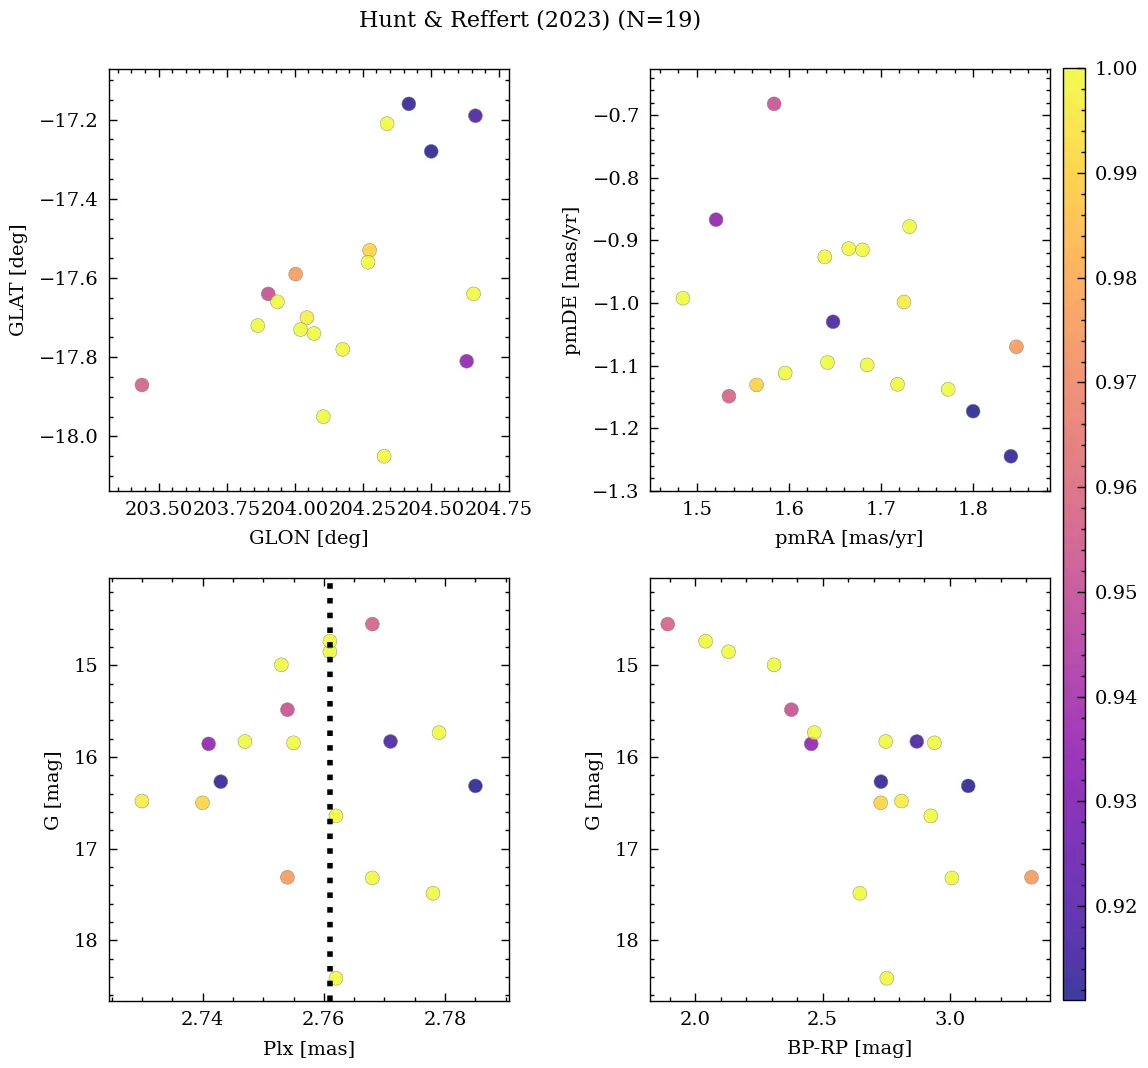 Hunt & Reffert (2023) (N=19)
GLAT [deg]
−17.2
−17.4
−17.6
−17.8
−18.0
203.50 203.75 204.00 204.25 204.50 204.75
GLON [deg]
pmDE [mas/yr]
−0.7
−0.8
−0.9
−1.0
−1.1
−1.2
−1.3
1.5 1.6 1.7 1.8
pmRA [mas/yr]
G [mag]
15
16
17
18
2.74 2.76 2.78
Plx [mas]
G [mag]
15
16
17
18
2.0 2.5 3.0
BP-RP [mag]
1.00
0.99
0.98
0.97
0.96
0.95
0.94
0.93
0.92